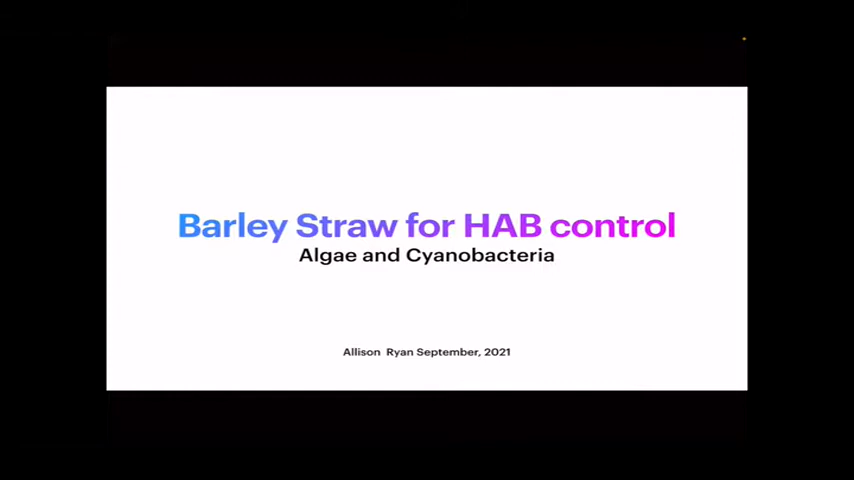 Barley Straw for HAB control
Algae and Cyanobacteria
Allison Ryan September, 2021